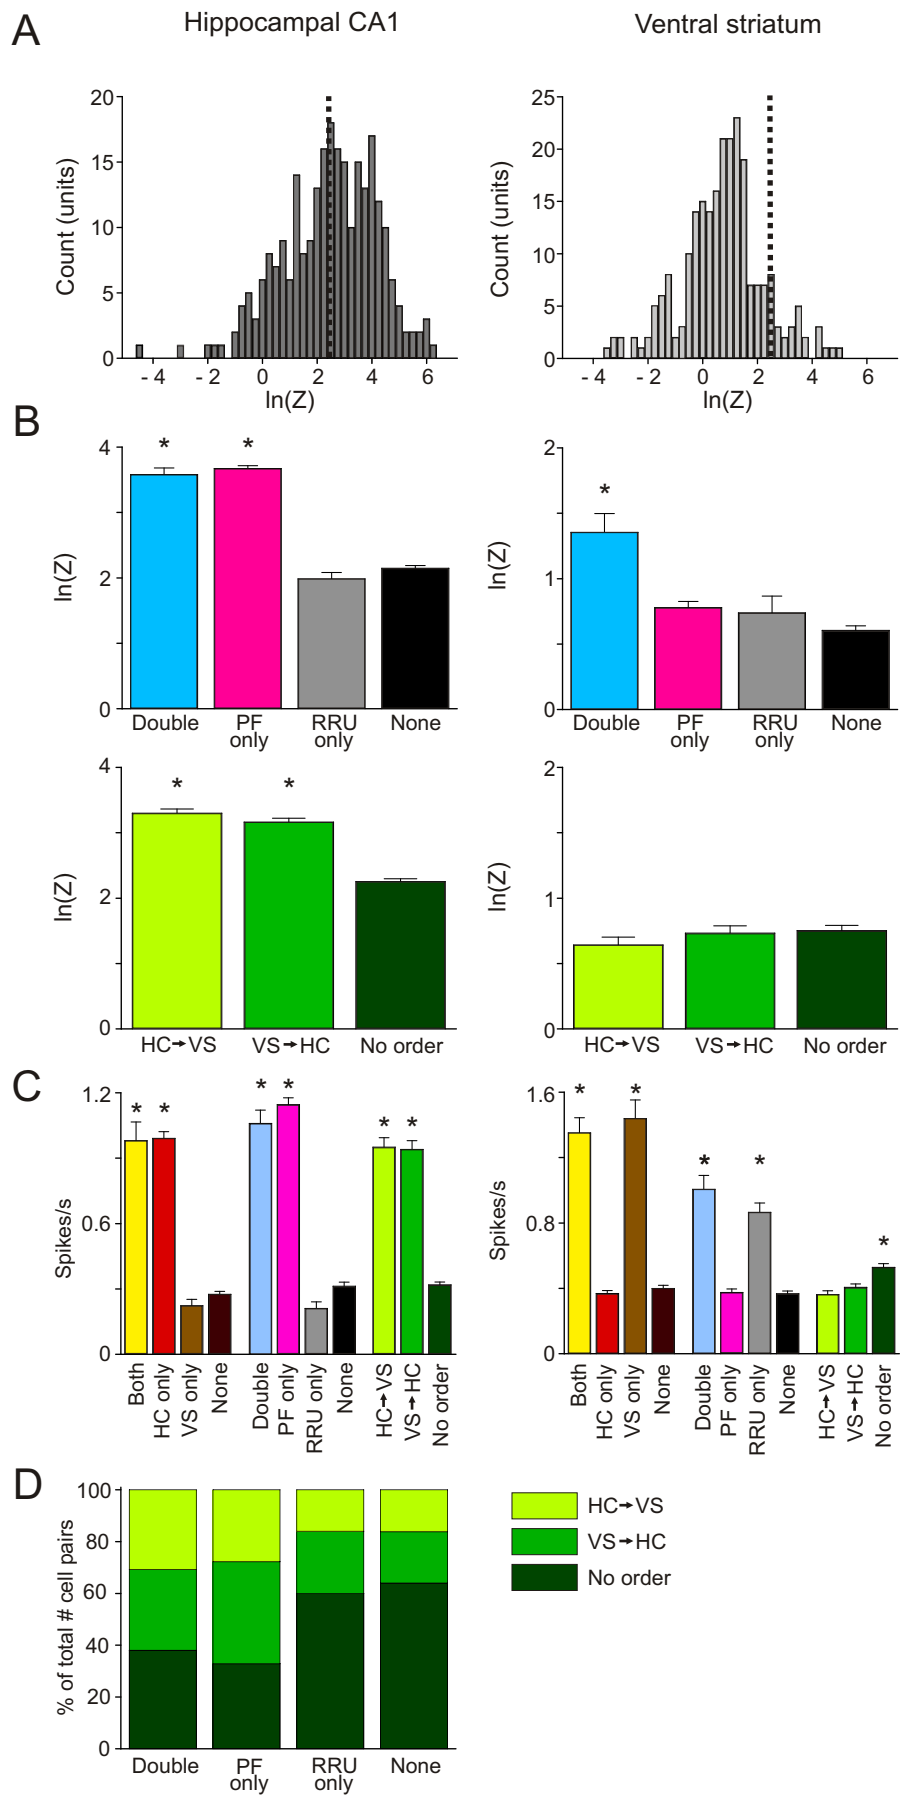 A
Hippocampal CA1
Ventral striatum
20
15
10
5
0
Count (units)
- 4
- 2
0
2
4
6
ln(Z)
25
20
15
10
5
0
Count (units)
- 4
- 2
0
2
4
6
ln(Z)
B
4
2
0
ln(Z)
*
*
Double
PF only
RRU only
None
2
1
0
ln(Z)
*
Double
PF only
RRU only
None
4
2
0
ln(Z)
*
*
HC→VS
VS→HC
No order
2
1
0
ln(Z)
HC→VS
VS→HC
No order
C
1.2
0.6
0
Spikes/s
*
*
*
*
*
*
Both
HC only
VS only
None
Double
PF only
RRU only
None
HC→VS
VS→HC
No order
1.6
0.8
0
Spikes/s
*
*
*
*
*
Both
HC only
VS only
None
Double
PF only
RRU only
None
HC→VS
VS→HC
No order
D
100
80
60
40
20
0
% of total # cell pairs
Double
PF only
RRU only
None
HC→VS
VS→HC
No order